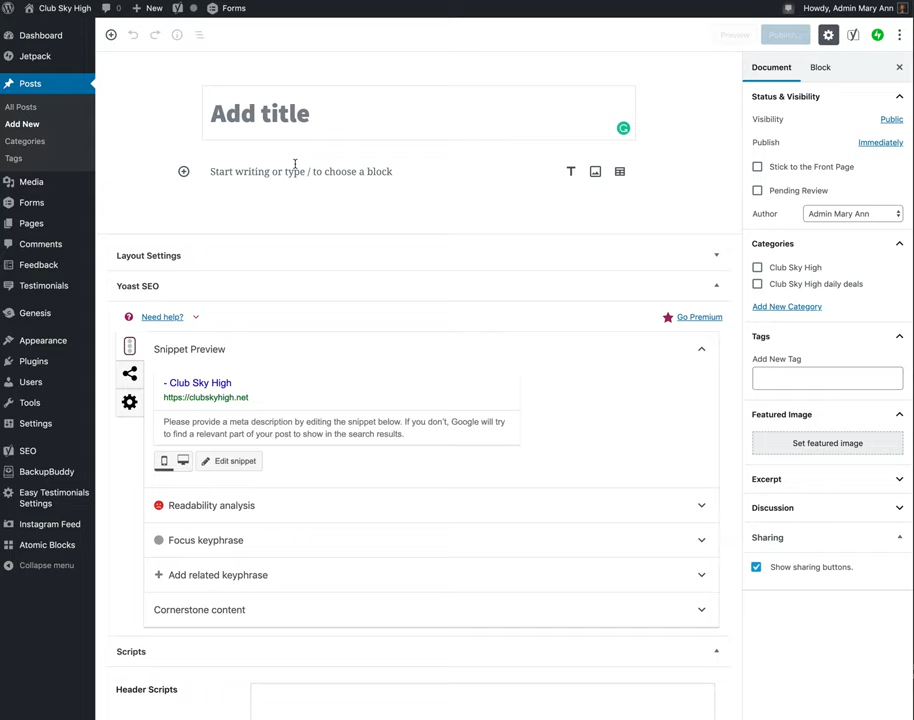 Club Sky High
0
New
Forms
Howdy, Admin Mary Ann
Dashboard
Jetpack
Posts
All Posts
Add New
Categories
Tags
Media
Forms
Pages
Comments
Feedback
Testimonials
Genesis
Appearance
Plugins
Users
Tools
Settings
SEO
BackupBuddy
Easy Testimonials
Settings
Instagram Feed
Atomic Blocks
Collapse menu
Preview
Publish...
Add title
Start writing or type / to choose a block
Layout Settings
Yoast SEO
Need help?
Go Premium
Snippet Preview
- Club Sky High
https://clubskyhigh.net
Please provide a meta description by editing the snippet below. If you don't, Google will try
to find a relevant part of your post to show in the search results.
Edit snippet
Readability analysis
Focus keyphrase
Add related keyphrase
Cornerstone content
Scripts
Header Scripts
Document
Block
Status & Visibility
Visibility
Public
Publish
Immediately
Stick to the Front Page
Pending Review
Author
Admin Mary Ann
Categories
Club Sky High
Club Sky High daily deals
Add New Category
Tags
Add New Tag
Featured Image
Set featured image
Excerpt
Discussion
Sharing
Show sharing buttons.